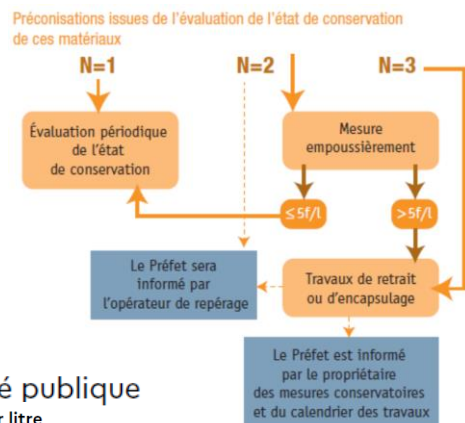 Préconisations issues de l'évaluation de l'état de conservation
de ces matériaux
N=1
N=2
N=3
Évaluation périodique
de l'état
de conservation
Mesure
empoussièrement
≤5f/l
>5f/l
Le Préfet sera
informé par
l'opérateur de repérage
Travaux de retrait
ou d'encapsulage
Le Préfet est informé
par le propriétaire
des mesures conservatoires
et du calendrier des travaux
é publique
r litre